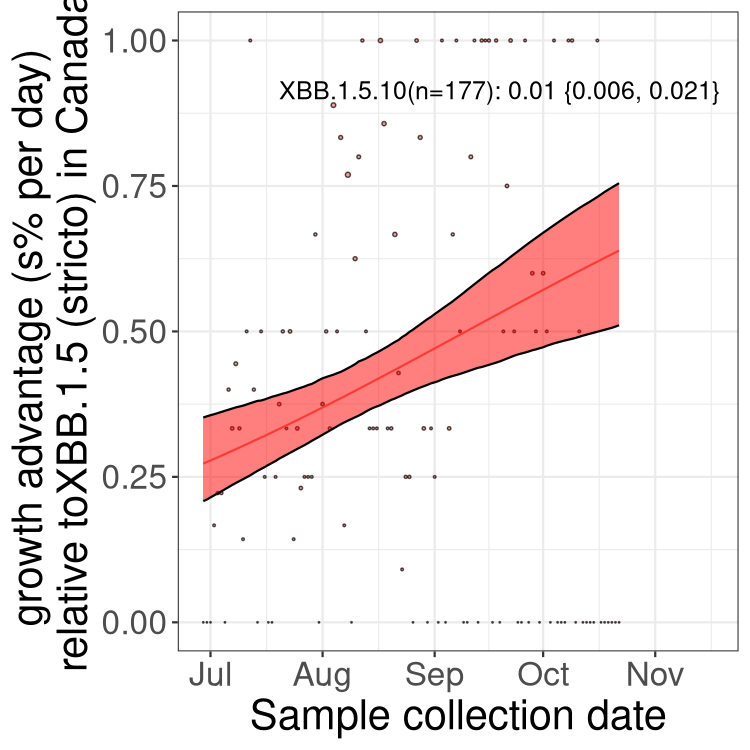 growth advantage (s% per day)
relative toXBB.1.5 (stricto) in Canada
1.00
0.75
0.50
0.25
0.00
XBB.1.5.10(n=177): 0.01 {0.006, 0.021}
Jul Aug Sep Oct Nov
Sample collection date